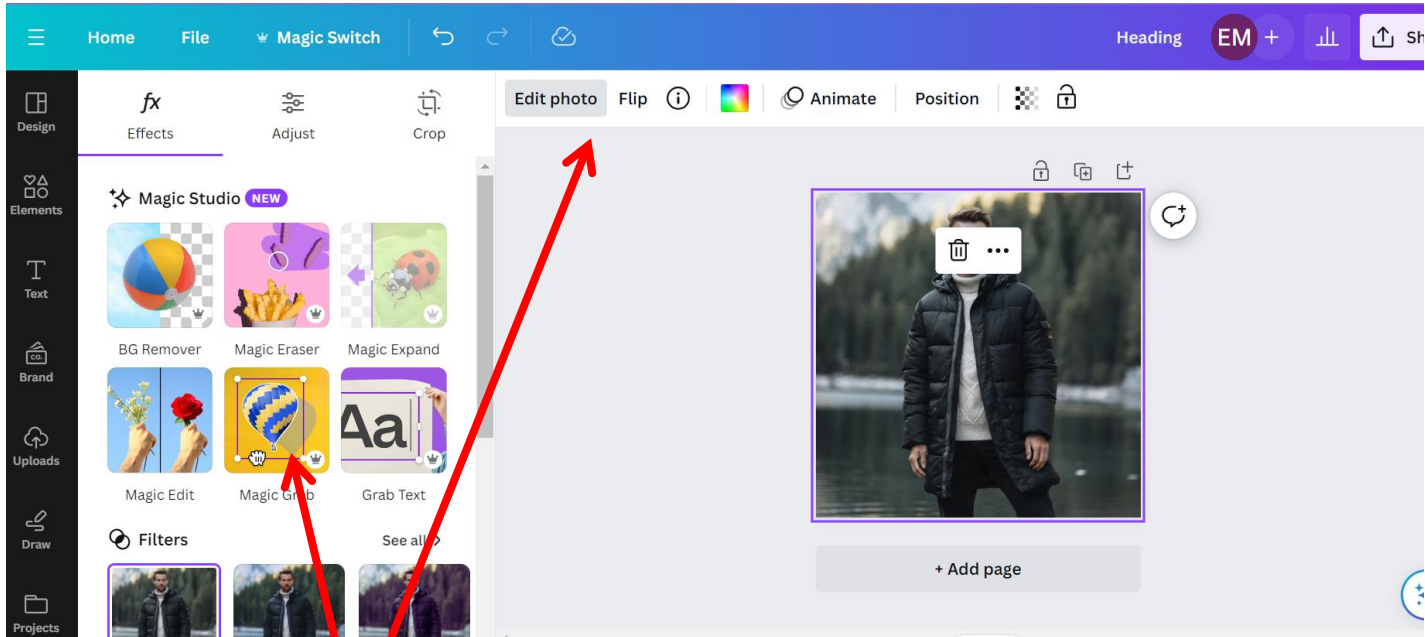 Home File Magic Switch Heading EM + Sh
Edit photo Flip Animate Position
Design
fx
Effects Adjust Crop
Elements
Magic Studio NEW
Text
BG Remover Magic Eraser Magic Expand
Brand CO.
Aa
Uploads
Magic Edit Magic Grab Grab Text
Draw
Filters See all
+ Add page
Projects